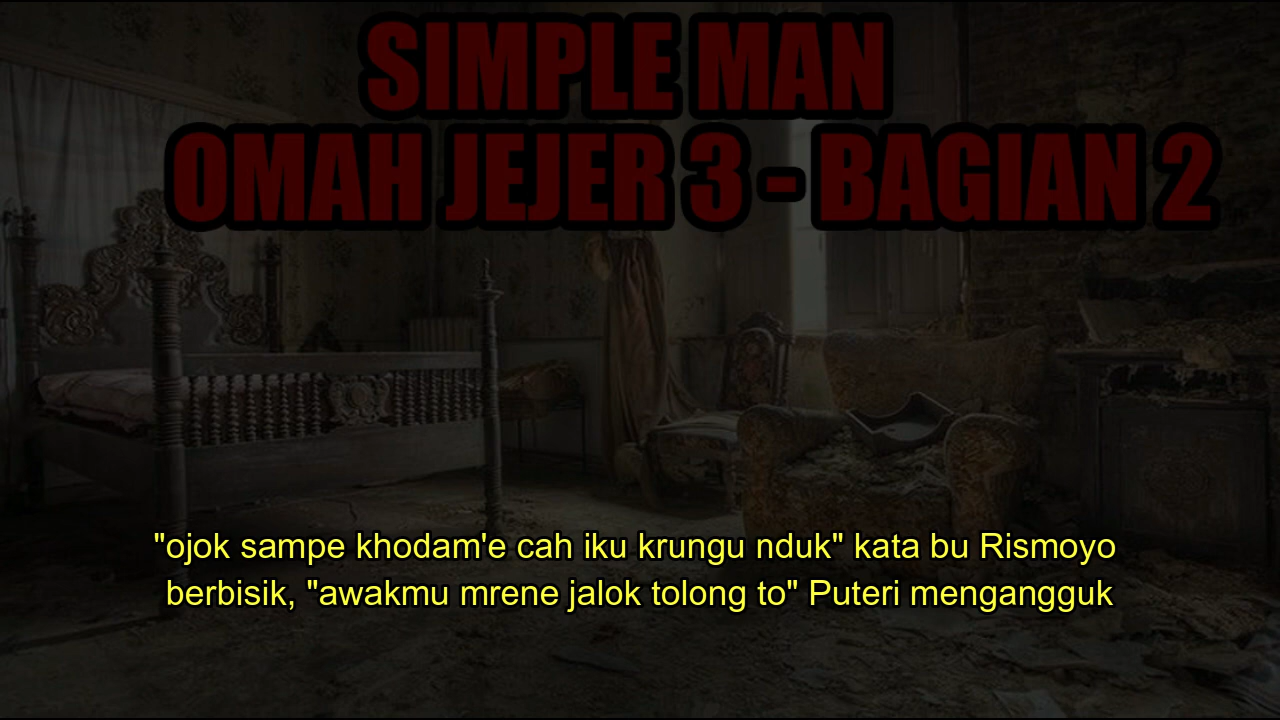 SIMPLE MAN
OMAH JEJER 3 - BAGIAN 2
"ojok sampe khodam'e cah iku krungu nduk" kata bu Rismoyo
berbisik, "awakmu mrene jalok tolong to" Puteri mengangguk